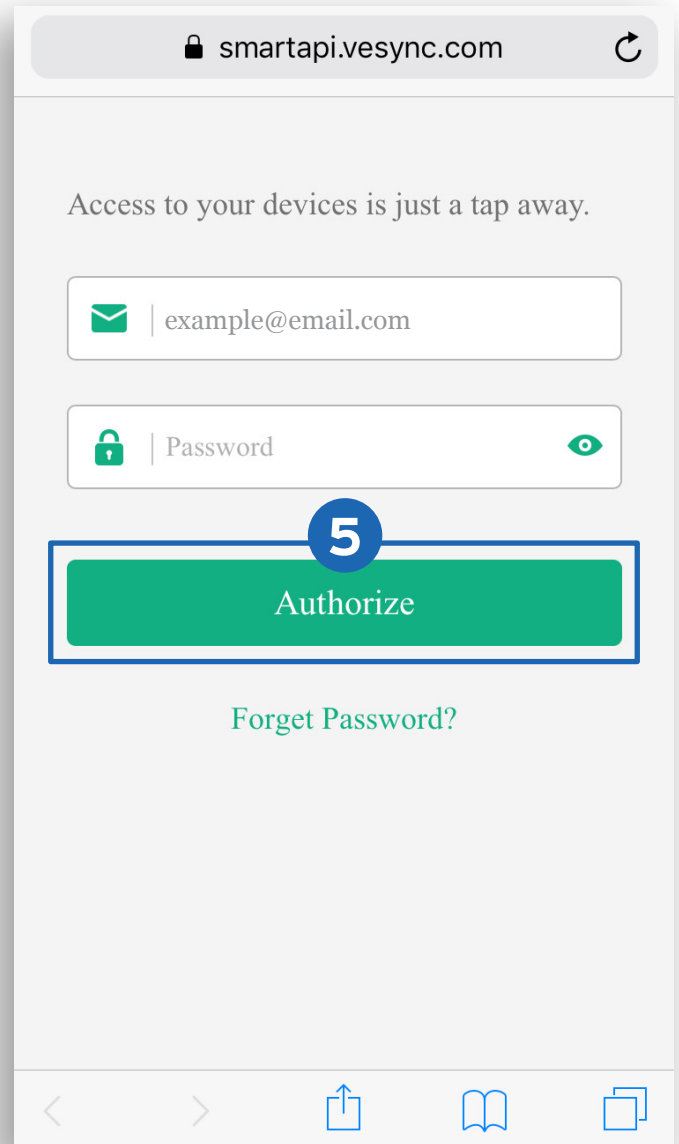 smartapi.vesync.com
Access to your devices is just a tap away.
example@email.com
Password
5
Authorize
Forget Password?